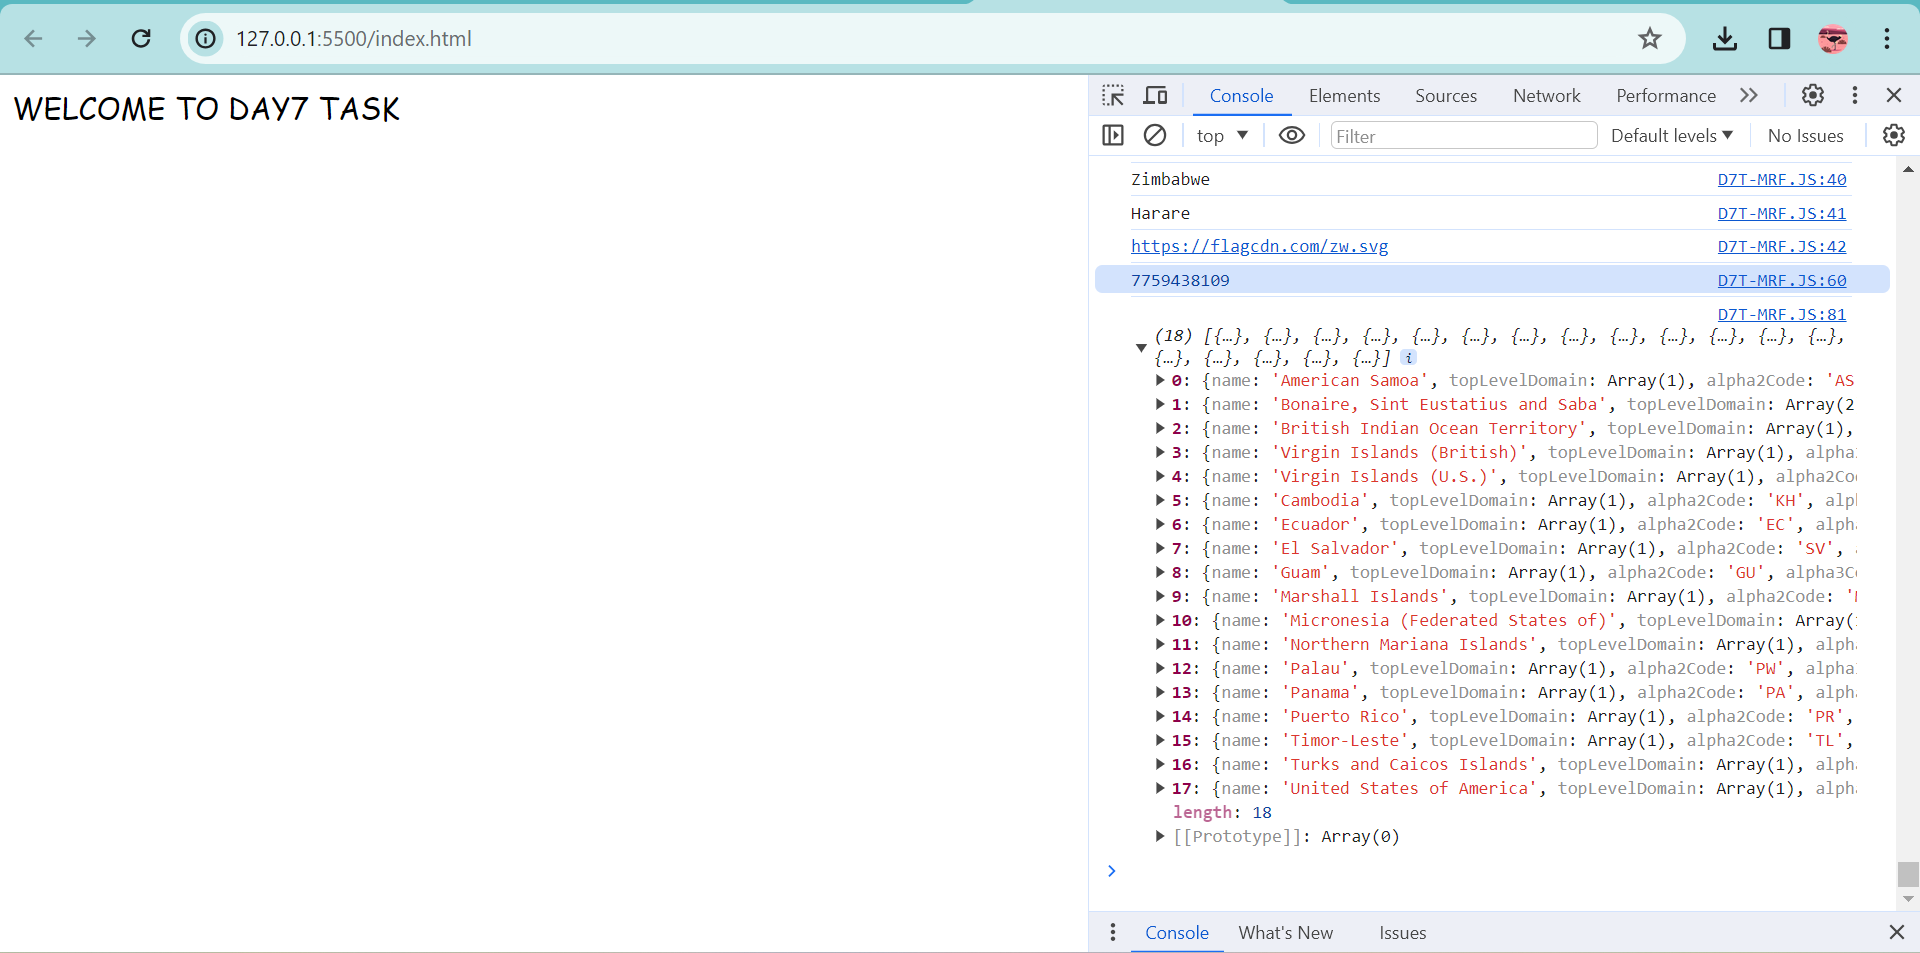 127.0.0.1:5500/index.html
WELCOME TO DAY7 TASK
Console Elements Sources Network Performance
top Filter Default levels No Issues
Zimbabwe D7T-MRF.JS:40
Harare D7T-MRF.JS:41
https://flagcdn.com/zw.svg D7T-MRF.JS:42
7759438109 D7T-MRF.JS:60
D7T-MRF.JS:81
(18) [{…}, {…}, {…}, {…}, {…}, {…}, {…}, {…}, {…}, {…}, {…}, {…}, {…},
{…}, {…}, {…}, {…}, {…}] i
0: {name: 'American Samoa', topLevelDomain: Array(1), alpha2Code: 'AS
1: {name: 'Bonaire, Sint Eustatius and Saba', topLevelDomain: Array(2
2: {name: 'British Indian Ocean Territory', topLevelDomain: Array(1),
3: {name: 'Virgin Islands (British)', topLevelDomain: Array(1), alpha
4: {name: 'Virgin Islands (U.S.)', topLevelDomain: Array(1), alpha2Co
5: {name: 'Cambodia', topLevelDomain: Array(1), alpha2Code: 'KH', alp
6: {name: 'Ecuador', topLevelDomain: Array(1), alpha2Code: 'EC', alph
7: {name: 'El Salvador', topLevelDomain: Array(1), alpha2Code: 'SV',
8: {name: 'Guam', topLevelDomain: Array(1), alpha2Code: 'GU', alpha3C
9: {name: 'Marshall Islands', topLevelDomain: Array(1), alpha2Code: '
10: {name: 'Micronesia (Federated States of)', topLevelDomain: Array(
11: {name: 'Northern Mariana Islands', topLevelDomain: Array(1), alph
12: {name: 'Palau', topLevelDomain: Array(1), alpha2Code: 'PW', alpha
13: {name: 'Panama', topLevelDomain: Array(1), alpha2Code: 'PA', alph
14: {name: 'Puerto Rico', topLevelDomain: Array(1), alpha2Code: 'PR',
15: {name: 'Timor-Leste', topLevelDomain: Array(1), alpha2Code: 'TL',
16: {name: 'Turks and Caicos Islands', topLevelDomain: Array(1), alph
17: {name: 'United States of America', topLevelDomain: Array(1), alph
length: 18
[[Prototype]]: Array(0)
Console What's New Issues